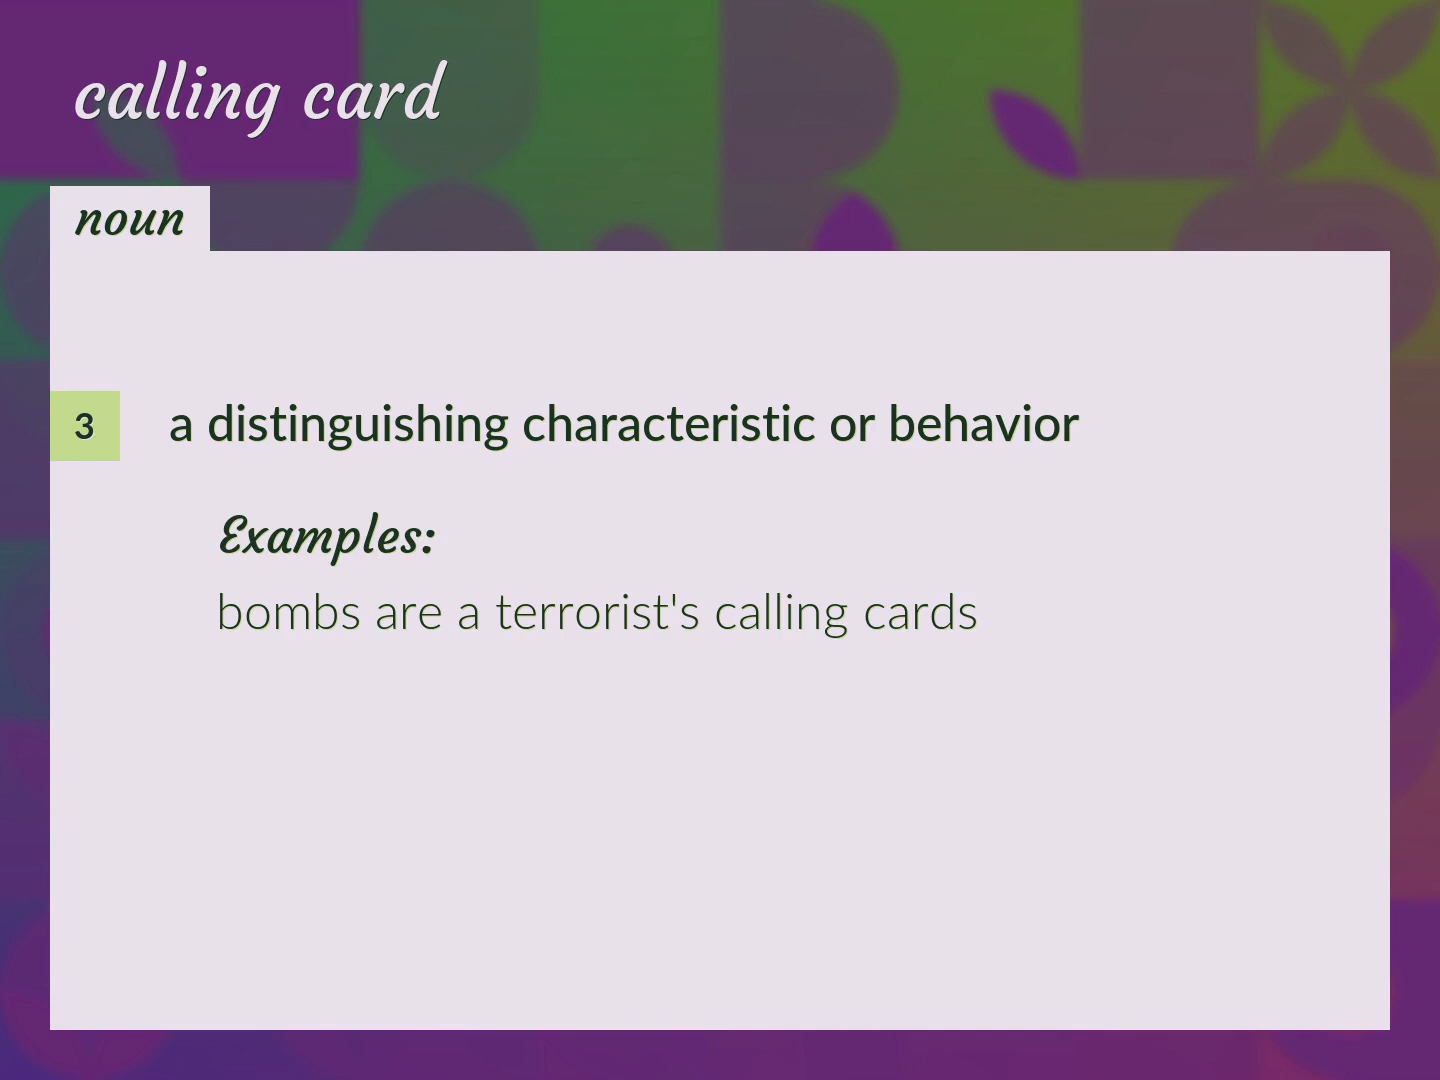 calling card
noun
3
a distinguishing characteristic or behavior
Examples:
bombs are a terrorist's calling cards